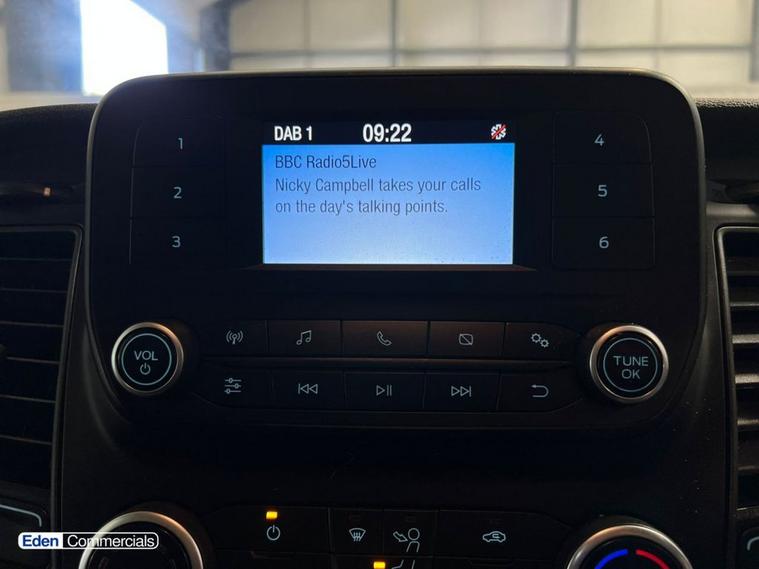 DAB 1 09:22
BBC Radio5Live
Nicky Campbell takes your calls
on the day's talking points.
1
2
3
4
5
6
VOL
TUNE
OK
Eden Commercials